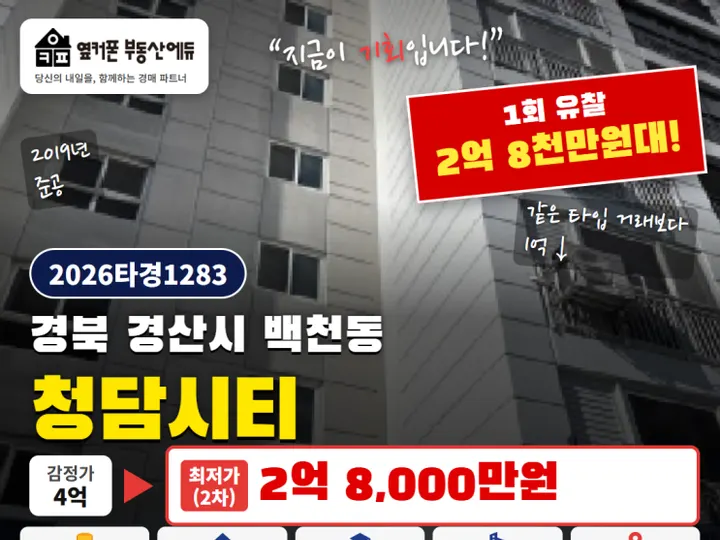 옆커폰 부동산에듀
당신의 내일을, 함께하는 경매 파트너
“지금이 기회입니다!”
1회 유찰
2억 8천만원대!
2019년
준공
같은 타입 거래보다
1억 ↓
2026타경1283
경북 경산시 백천동
청담시티
감정가
4억
최저가
(2차)
2억 8,000만원